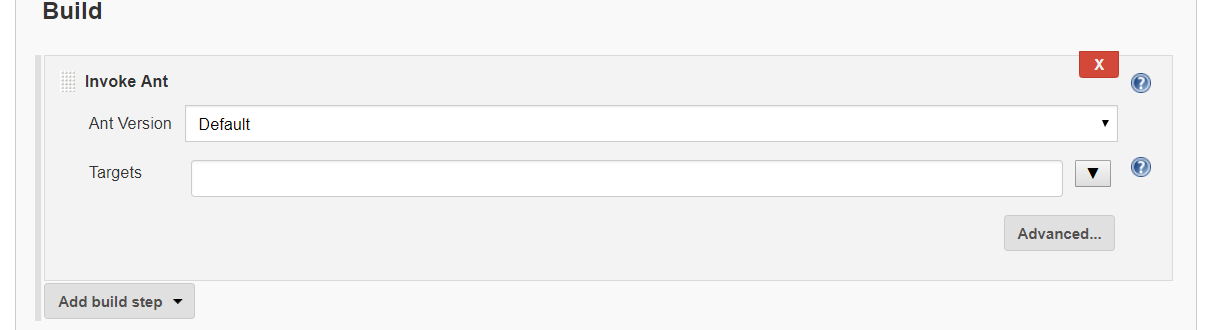 Build
X
Invoke Ant
Ant Version Default
Targets
Advanced...
Add build step